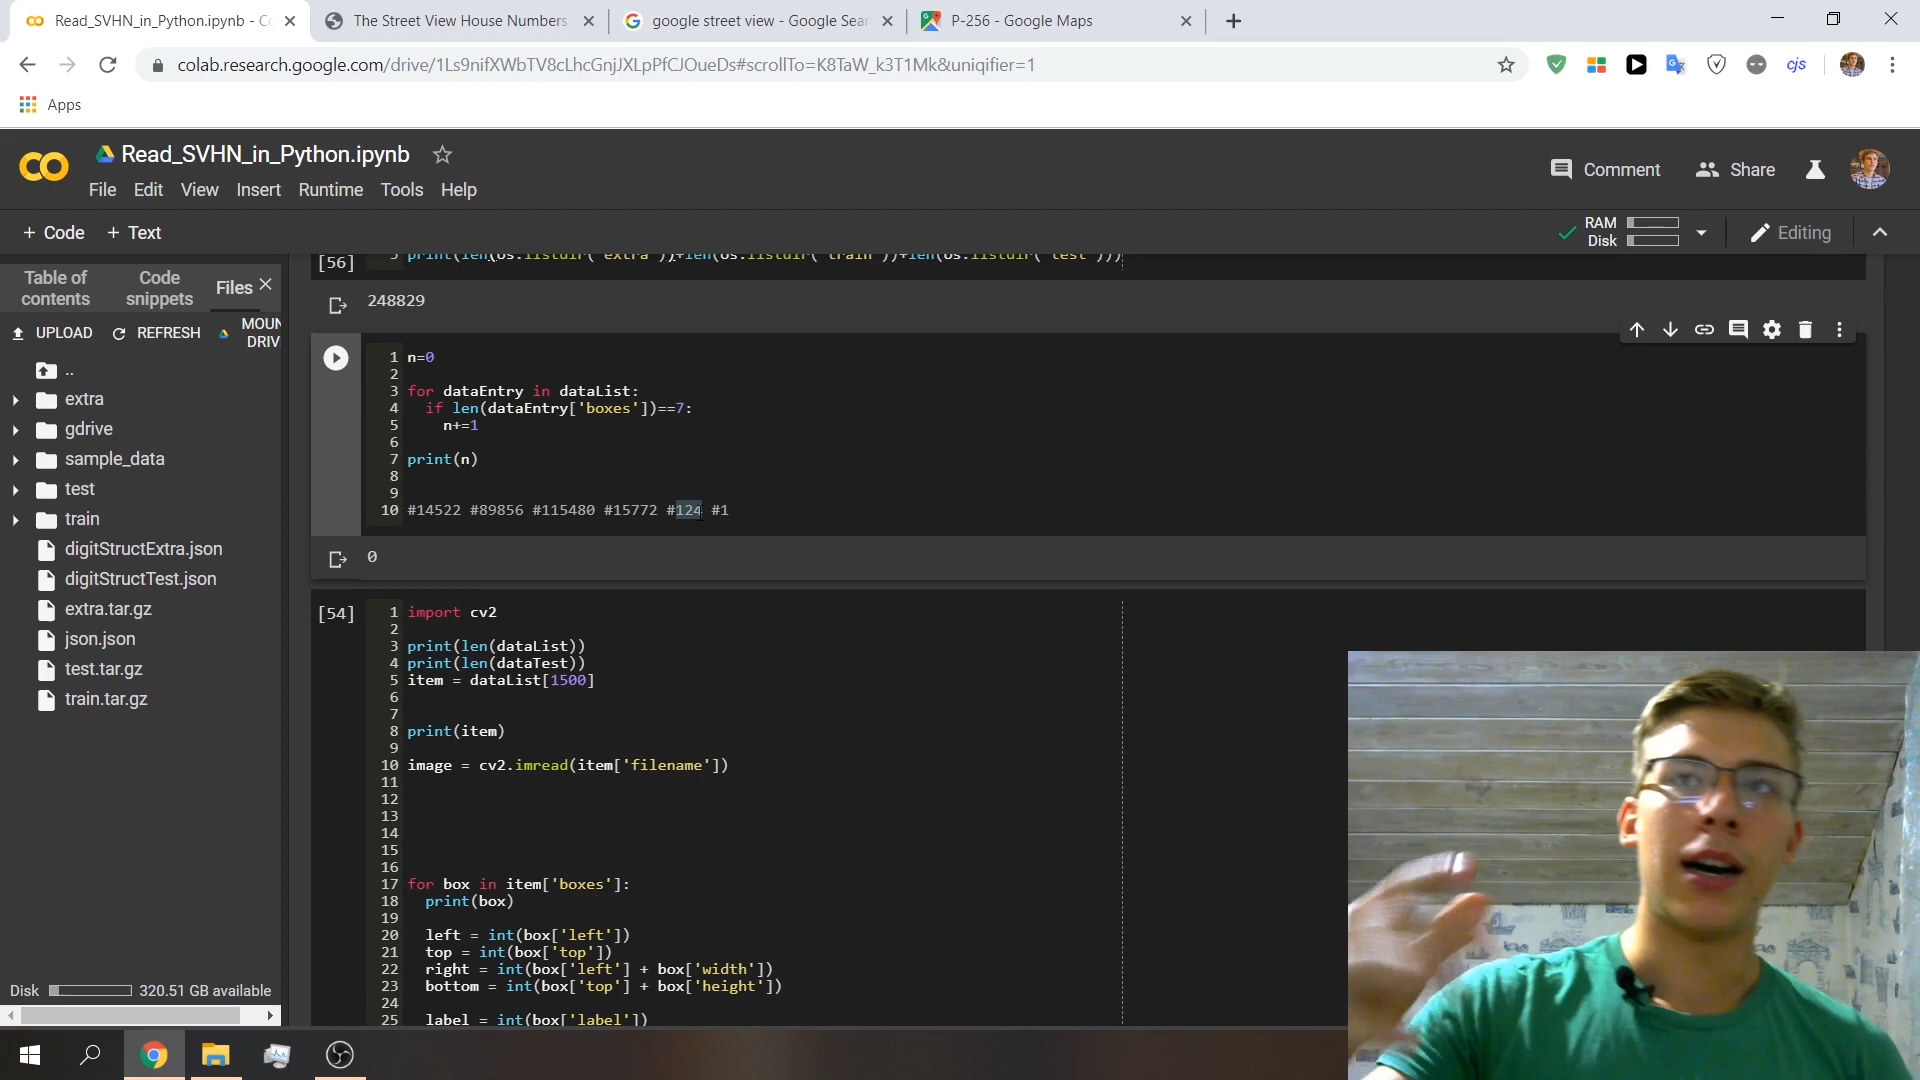 Read_SVHN_in_Python.ipynb - Co
The Street View House Numbers
google street view - Google Sear
P-256 - Google Maps
colab.research.google.com/drive/1Ls9nifXWbTV8cLhcGnjJXLpPfCJOueDs#scrollTo=K8TaW_k3T1Mk&uniqifier=1
cjs
Apps
Read_SVHN_in_Python.ipynb
Comment
Share
File Edit View Insert Runtime Tools Help
+ Code + Text
RAM
Disk
Editing
Table of contents
Code snippets
Files
UPLOAD
REFRESH
MOUN
DRIV
..
extra
gdrive
sample_data
test
train
digitStructExtra.json
digitStructTest.json
extra.tar.gz
json.json
test.tar.gz
train.tar.gz
Disk 320.51 GB available
[56] 5 print(len(os.listdir('extra'))+len(os.listdir('train'))+len(os.listdir('test')))
248829
1 n=0
2
3 for dataEntry in dataList:
4 if len(dataEntry['boxes'])==7:
5 n+=1
6
7 print(n)
8
9
10 #14522 #89856 #115480 #15772 #124 #1
0
[54] 1 import cv2
2
3 print(len(dataList))
4 print(len(dataTest))
5 item = dataList[1500]
6
7
8 print(item)
9
10 image = cv2.imread(item['filename'])
11
12
13
14
15
16
17 for box in item['boxes']:
18 print(box)
19
20 left = int(box['left'])
21 top = int(box['top'])
22 right = int(box['left'] + box['width'])
23 bottom = int(box['top'] + box['height'])
24
25 label = int(box['label'])